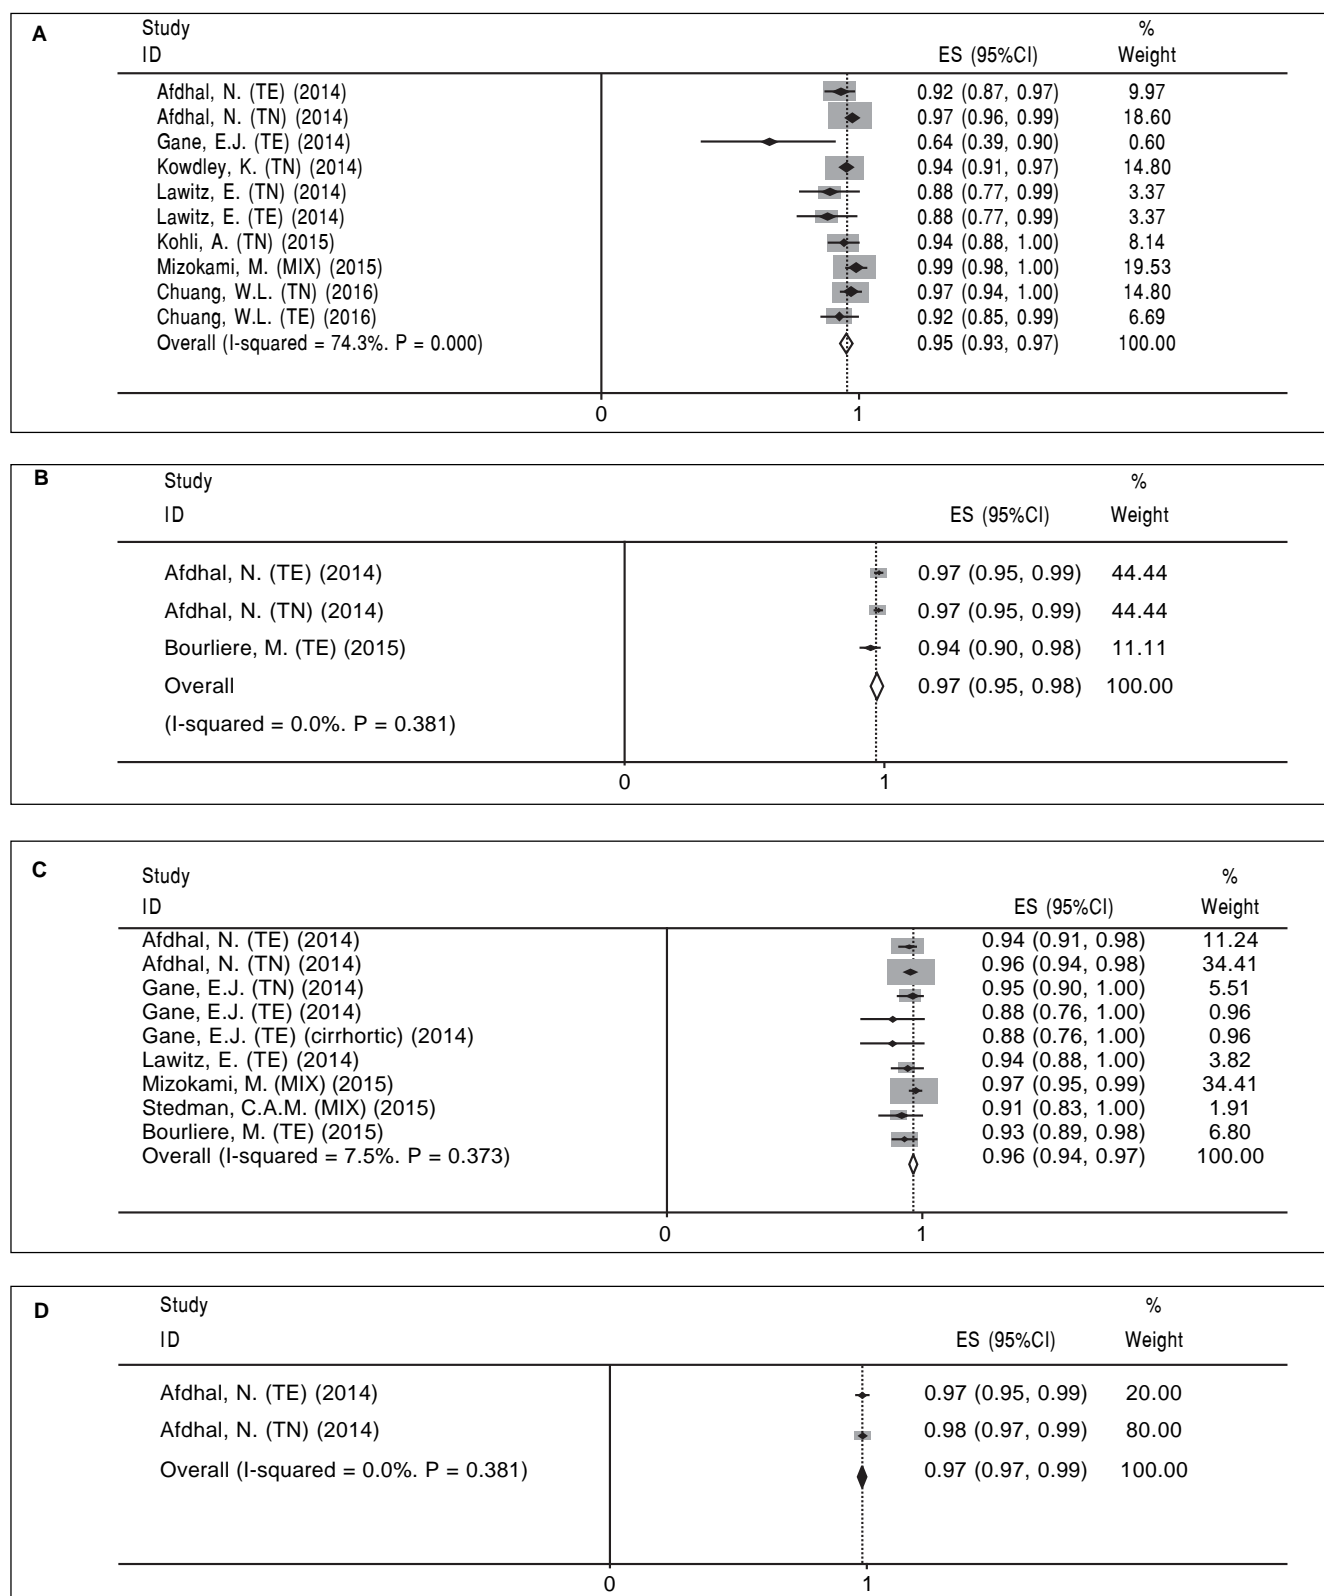 A
Study %
ID ES (95%CI) Weight
Afdhal, N. (TE) (2014) 0.92 (0.87, 0.97) 9.97
Afdhal, N. (TN) (2014) 0.97 (0.96, 0.99) 18.60
Gane, E.J. (TE) (2014) 0.64 (0.39, 0.90) 0.60
Kowdley, K. (TN) (2014) 0.94 (0.91, 0.97) 14.80
Lawitz, E. (TN) (2014) 0.88 (0.77, 0.99) 3.37
Lawitz, E. (TE) (2014) 0.88 (0.77, 0.99) 3.37
Kohli, A. (TN) (2015) 0.94 (0.88, 1.00) 8.14
Mizokami, M. (MIX) (2015) 0.99 (0.98, 1.00) 19.53
Chuang, W.L. (TN) (2016) 0.97 (0.94, 1.00) 14.80
Chuang, W.L. (TE) (2016) 0.92 (0.85, 0.99) 6.69
Overall (I-squared = 74.3%. P = 0.000) 0.95 (0.93, 0.97) 100.00
0 1
B
Study %
ID ES (95%CI) Weight
Afdhal, N. (TE) (2014) 0.97 (0.95, 0.99) 44.44
Afdhal, N. (TN) (2014) 0.97 (0.95, 0.99) 44.44
Bourliere, M. (TE) (2015) 0.94 (0.90, 0.98) 11.11
Overall 0.97 (0.95, 0.98) 100.00
(I-squared = 0.0%. P = 0.381)
0 1
C
Study %
ID ES (95%CI) Weight
Afdhal, N. (TE) (2014) 0.94 (0.91, 0.98) 11.24
Afdhal, N. (TN) (2014) 0.96 (0.94, 0.98) 34.41
Gane, E.J. (TN) (2014) 0.95 (0.90, 1.00) 5.51
Gane, E.J. (TE) (2014) 0.88 (0.76, 1.00) 0.96
Gane, E.J. (TE) (cirrhortic) (2014) 0.88 (0.76, 1.00) 0.96
Lawitz, E. (TE) (2014) 0.94 (0.88, 1.00) 3.82
Mizokami, M. (MIX) (2015) 0.97 (0.95, 0.99) 34.41
Stedman, C.A.M. (MIX) (2015) 0.91 (0.83, 1.00) 1.91
Bourliere, M. (TE) (2015) 0.93 (0.89, 0.98) 6.80
Overall (I-squared = 7.5%. P = 0.373) 0.96 (0.94, 0.97) 100.00
0 1
D
Study %
ID ES (95%CI) Weight
Afdhal, N. (TE) (2014) 0.97 (0.95, 0.99) 20.00
Afdhal, N. (TN) (2014) 0.98 (0.97, 0.99) 80.00
Overall (I-squared = 0.0%. P = 0.381) 0.97 (0.97, 0.99) 100.00
0 1